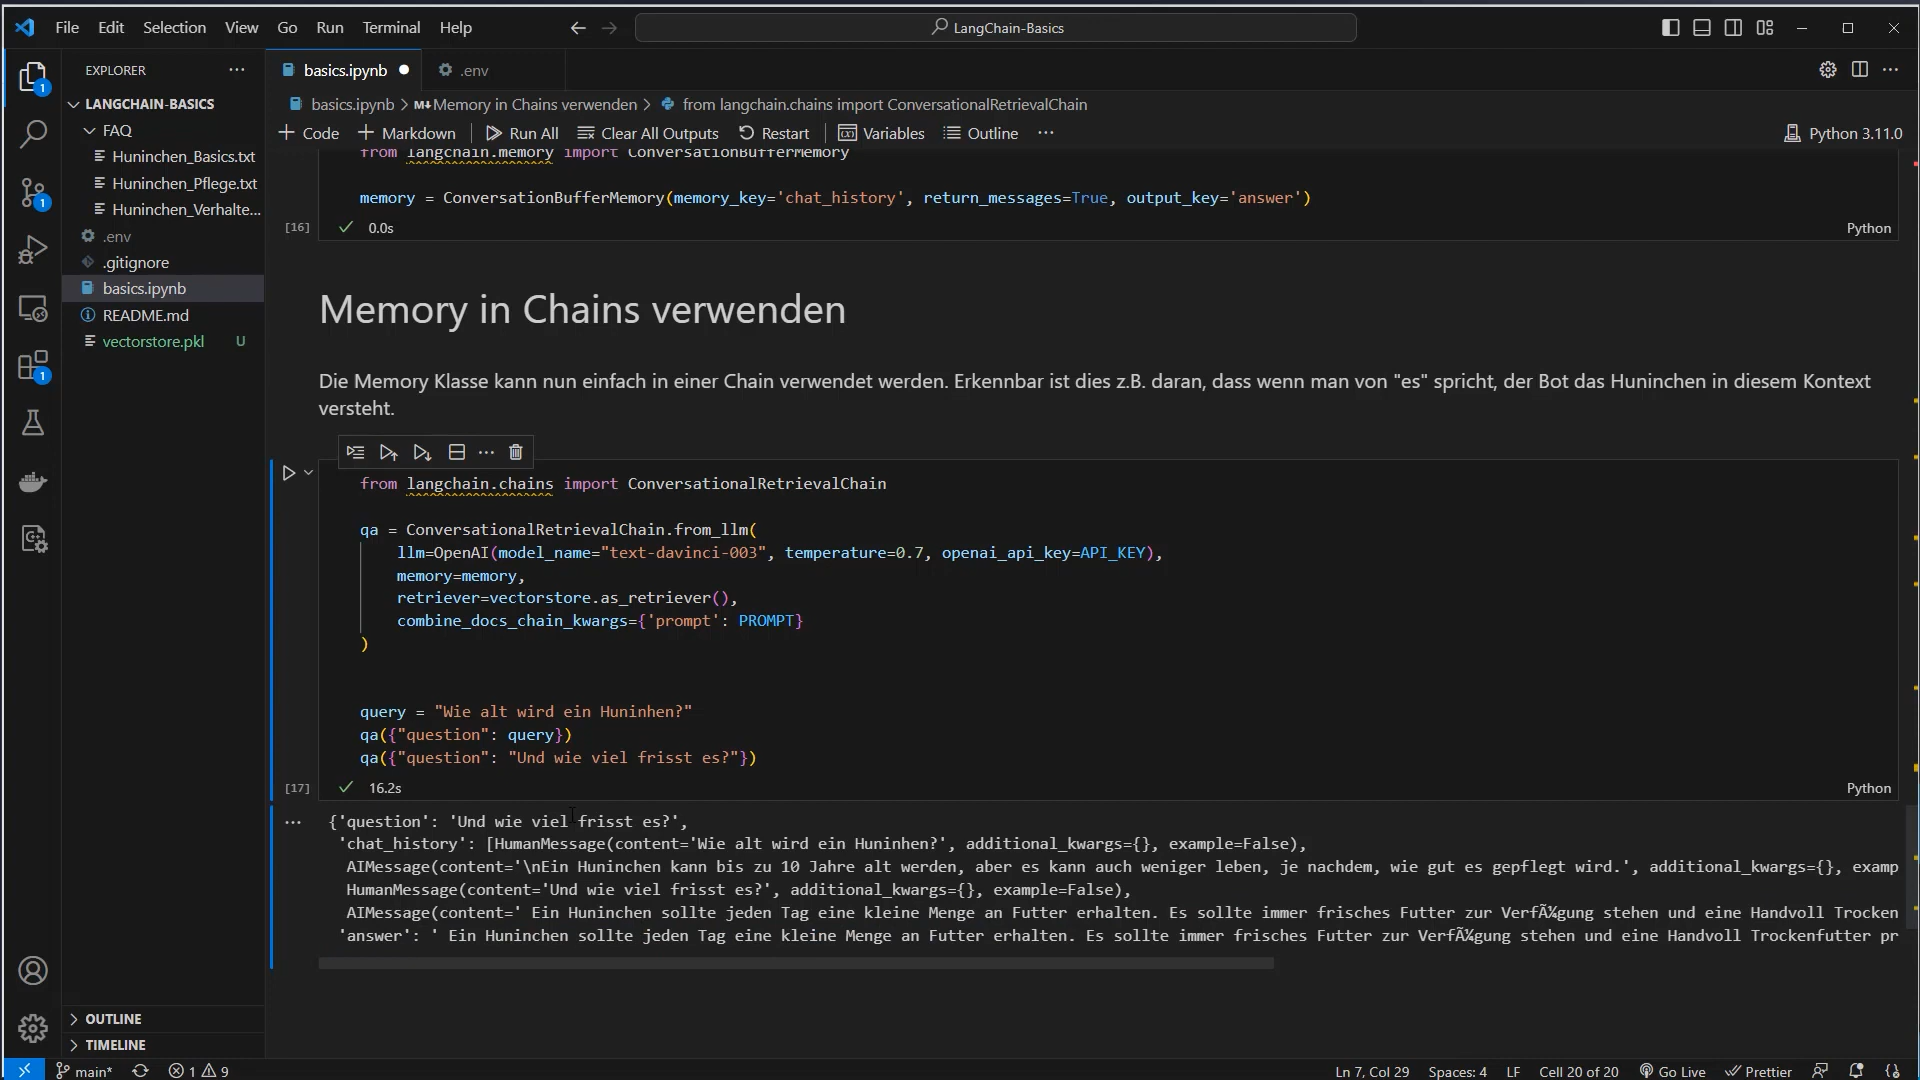 File Edit Selection View Go Run Terminal Help
LangChain-Basics
EXPLORER
basics.ipynb
.env
LANGCHAIN-BASICS
FAQ
Huninchen_Basics.txt
Huninchen_Pflege.txt
Huninchen_Verhalte...
.env
.gitignore
basics.ipynb
README.md
vectorstore.pkl U
OUTLINE
TIMELINE
1
1
1
basics.ipynb > M↓Memory in Chains verwenden > from langchain.chains import ConversationalRetrievalChain
+ Code + Markdown Run All Clear All Outputs Restart Variables Outline ... Python 3.11.0
from langchain.memory import ConversationBufferMemory
memory = ConversationBufferMemory(memory_key='chat_history', return_messages=True, output_key='answer')
[16] 0.0s Python
Memory in Chains verwenden
Die Memory Klasse kann nun einfach in einer Chain verwendet werden. Erkennbar ist dies z.B. daran, dass wenn man von "es" spricht, der Bot das Huninchen in diesem Kontext
versteht.
from langchain.chains import ConversationalRetrievalChain
qa = ConversationalRetrievalChain.from_llm(
llm=OpenAI(model_name="text-davinci-003", temperature=0.7, openai_api_key=API_KEY),
memory=memory,
retriever=vectorstore.as_retriever(),
combine_docs_chain_kwargs={'prompt': PROMPT}
)
query = "Wie alt wird ein Huninhen?"
qa({"question": query})
qa({"question": "Und wie viel frisst es?"})
[17] 16.2s Python
{'question': 'Und wie viel frisst es?',
'chat_history': [HumanMessage(content='Wie alt wird ein Huninhen?', additional_kwargs={}, example=False),
AIMessage(content='\nEin Huninchen kann bis zu 10 Jahre alt werden, aber es kann auch weniger leben, je nachdem, wie gut es gepflegt wird.', additional_kwargs={}, examp
HumanMessage(content='Und wie viel frisst es?', additional_kwargs={}, example=False),
AIMessage(content=' Ein Huninchen sollte jeden Tag eine kleine Menge an Futter erhalten. Es sollte immer frisches Futter zur VerfÃ¼gung stehen und eine Handvoll Trocken
'answer': ' Ein Huninchen sollte jeden Tag eine kleine Menge an Futter erhalten. Es sollte immer frisches Futter zur VerfÃ¼gung stehen und eine Handvoll Trockenfutter pr
main* 1 9 Ln 7, Col 29 Spaces: 4 LF Cell 20 of 20 Go Live Prettier